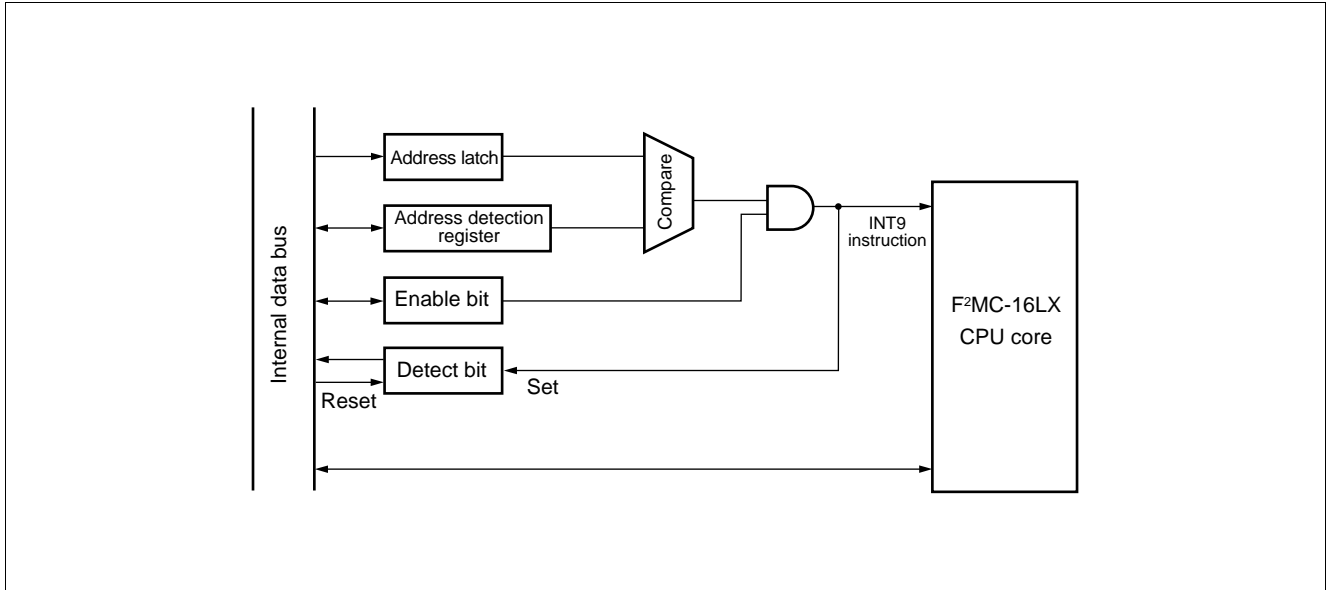 Internal data bus
Address latch
Address detection
register
Enable bit
Detect bit
Reset
Set
Compare
INT9
instruction
F²MC-16LX
CPU core